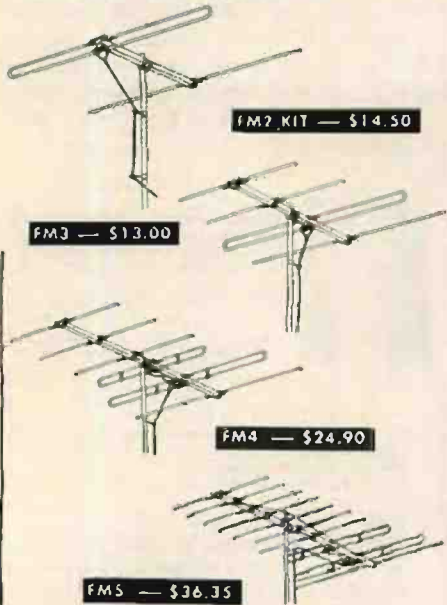 FM2 KIT — $14.50
FM3 — $13.00
FM4 — $24.90
FM5 — $36.35